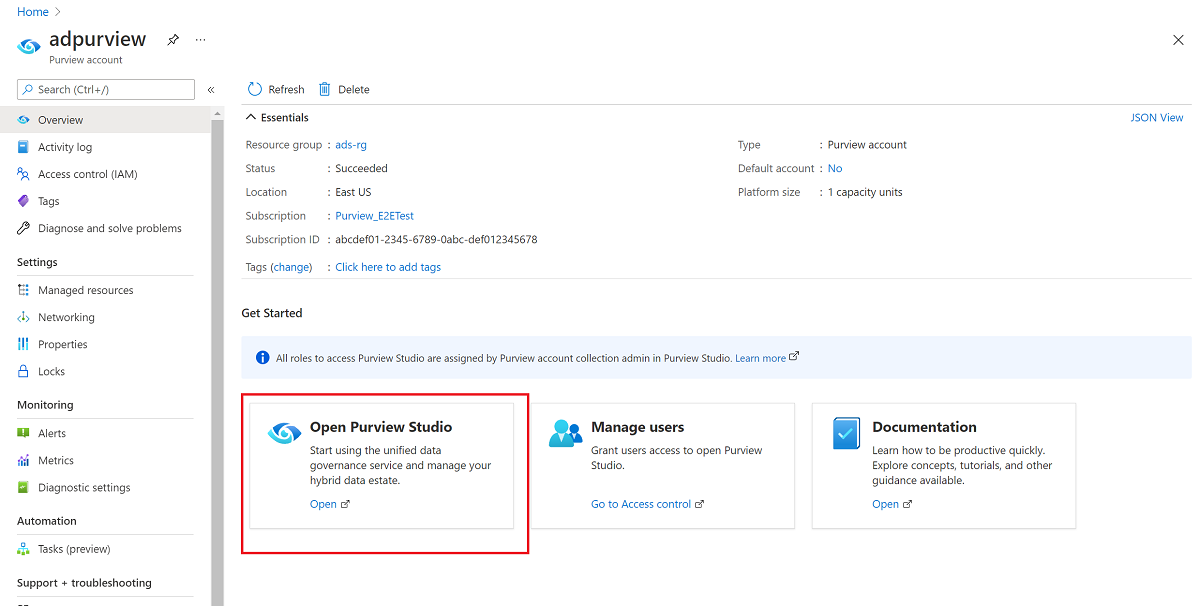 Home
adpurview
...
Purview account
Search (Ctrl+/)
«
Overview
Activity log
Access control (IAM)
Tags
Diagnose and solve problems
Settings
Managed resources
Networking
Properties
Locks
Monitoring
Alerts
Metrics
Diagnostic settings
Automation
Tasks (preview)
Support + troubleshooting
Refresh
Delete
Essentials
JSON View
Resource group : ads-rg
Status : Succeeded
Location : East US
Subscription : Purview_E2ETest
Subscription ID : abcdef01-2345-6789-0abc-def012345678
Tags (change) : Click here to add tags
Type : Purview account
Default account : No
Platform size : 1 capacity units
Get Started
All roles to access Purview Studio are assigned by Purview account collection admin in Purview Studio. Learn more
Open Purview Studio
Start using the unified data
governance service and manage your
hybrid data estate.
Open
Manage users
Grant users access to open Purview
Studio.
Go to Access control
Documentation
Learn how to be productive quickly.
Explore concepts, tutorials, and other
guidance available.
Open